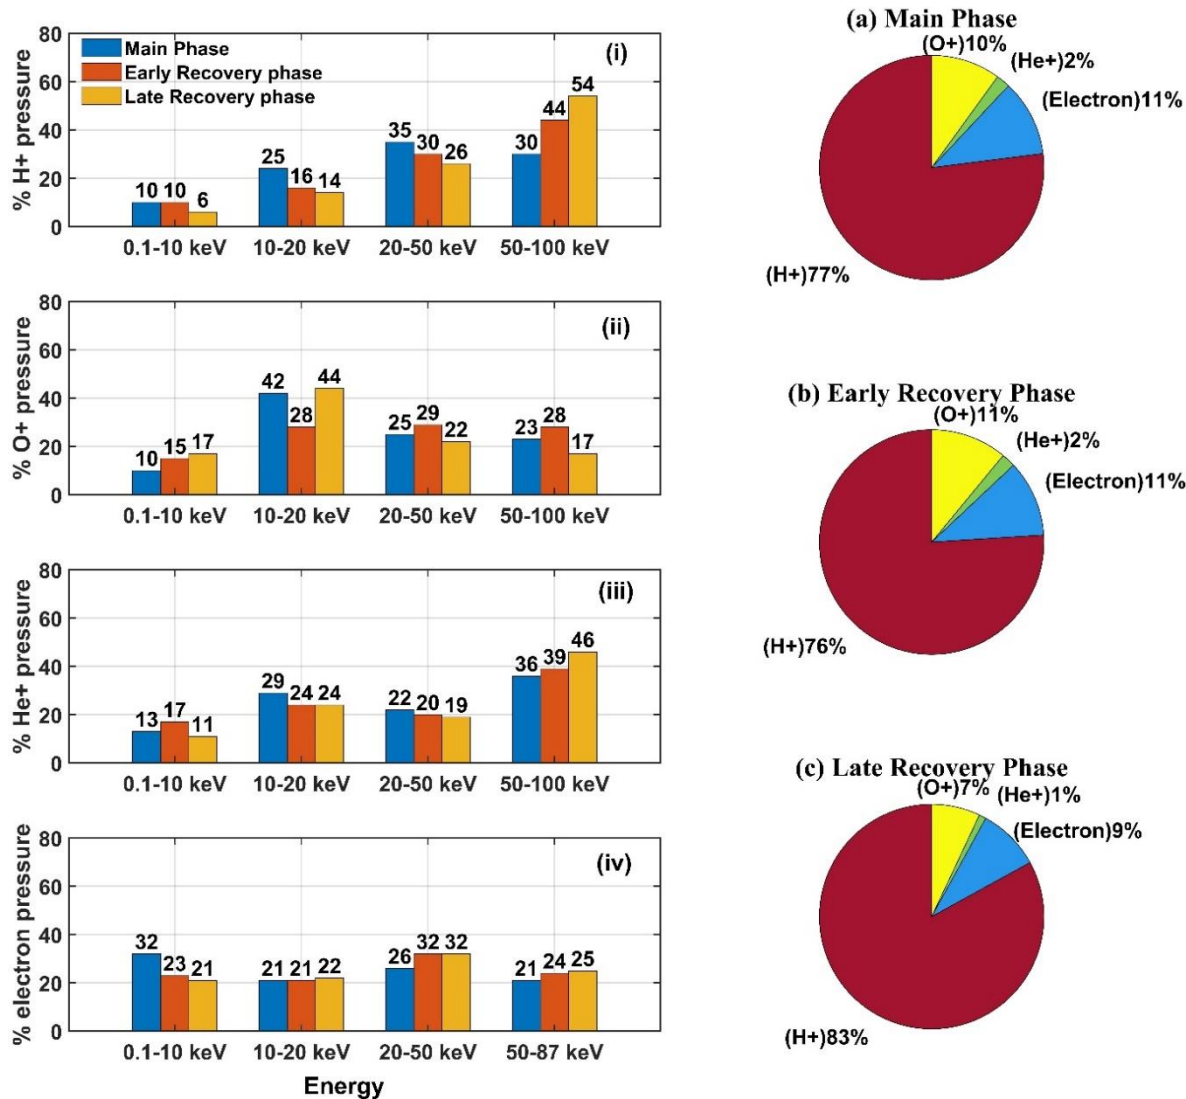 % H+ pressure
80
60
40
20
0
Main Phase
Early Recovery phase
Late Recovery phase
(i)
10 10 6
25 16 14
35 30 26
30 44 54
0.1-10 keV 10-20 keV 20-50 keV 50-100 keV
% O+ pressure
80
60
40
20
0
(ii)
10 15 17
42 28 44
25 29 22
23 28 17
0.1-10 keV 10-20 keV 20-50 keV 50-100 keV
% He+ pressure
80
60
40
20
0
(iii)
13 17 11
29 24 24
22 20 19
36 39 46
0.1-10 keV 10-20 keV 20-50 keV 50-100 keV
% electron pressure
80
60
40
20
0
(iv)
32 23 21
21 21 22
26 32 32
21 24 25
0.1-10 keV 10-20 keV 20-50 keV 50-87 keV
Energy
(a) Main Phase
(O+)10%
(He+)2%
(Electron)11%
(H+)77%
(b) Early Recovery Phase
(O+)11%
(He+)2%
(Electron)11%
(H+)76%
(c) Late Recovery Phase
(O+)7%
(He+)1%
(Electron)9%
(H+)83%